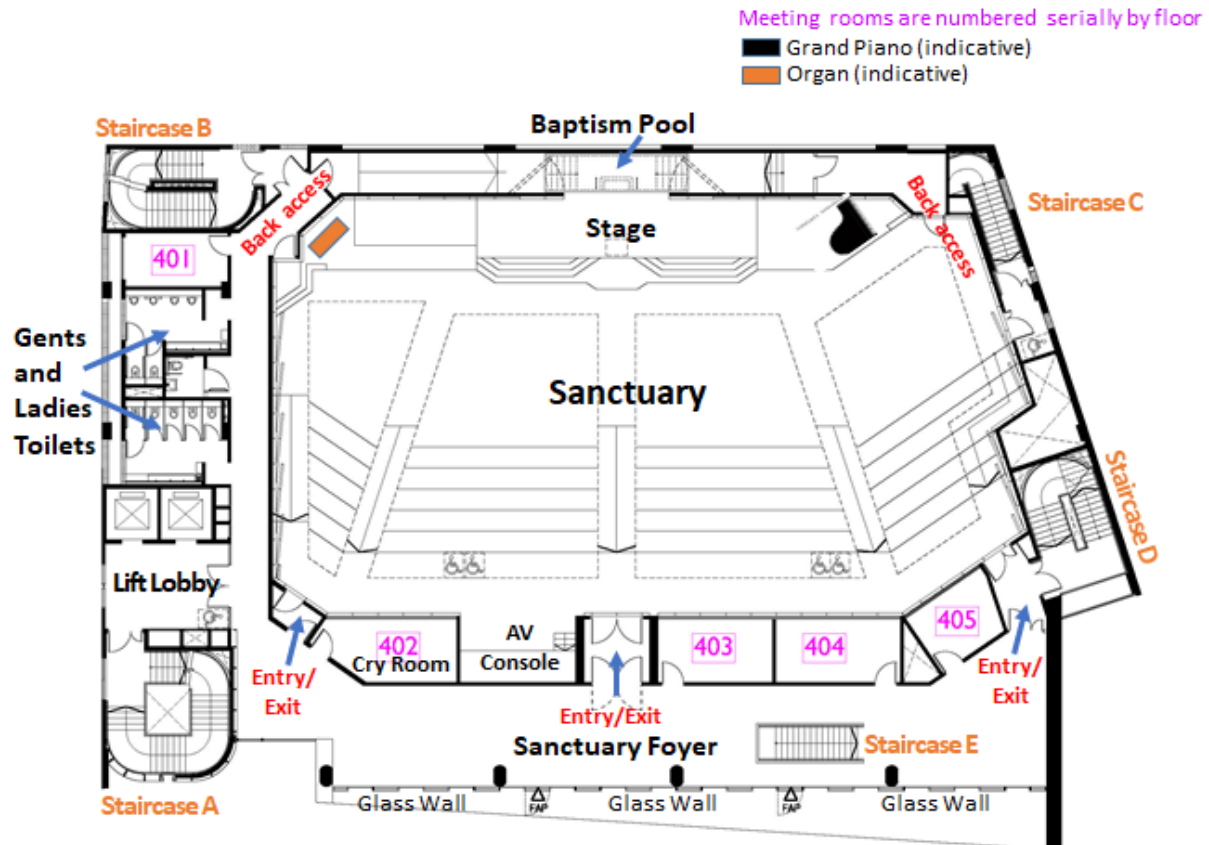 Meeting rooms are numbered serially by floor
Grand Piano (indicative)
Organ (indicative)
Staircase B
Baptism Pool
Back access
Back access
Staircase C
Stage
401
Gents
and
Ladies
Toilets
Sanctuary
Staircase D
Lift Lobby
402
Cry Room
AV
Console
403
404
405
Entry/
Exit
Entry/Exit
Entry/
Exit
Sanctuary Foyer
Staircase E
Staircase A
Glass Wall
FAP
Glass Wall
FAP
Glass Wall